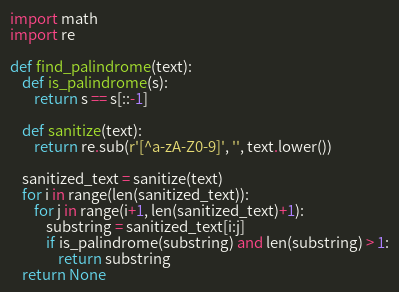 import math
import re

def find_palindrome(text):
    def is_palindrome(s):
        return s == s[::-1]

    def sanitize(text):
        return re.sub(r'[^a-zA-Z0-9]', '', text.lower())

    sanitized_text = sanitize(text)
    for i in range(len(sanitized_text)):
        for j in range(i+1, len(sanitized_text)+1):
            substring = sanitized_text[i:j]
            if is_palindrome(substring) and len(substring) > 1:
                return substring
    return None